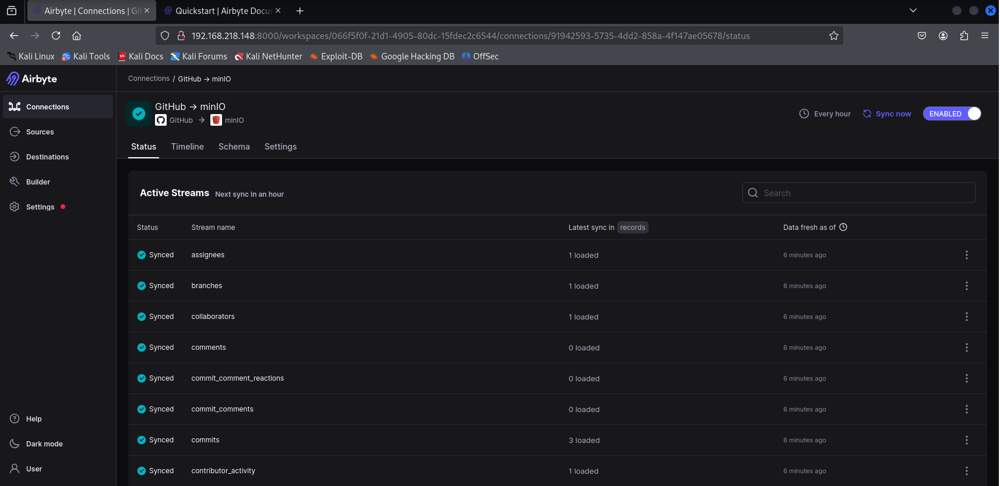 Airbyte | Connections | Git
Quickstart | Airbyte Docu
192.168.218.148:8000/workspaces/066f5f0f-21d1-4905-80dc-15fdec2c6544/connections/91942593-5735-4dd2-858a-4f147ae05678/status
Kali Linux Kali Tools Kali Docs Kali Forums Kali NetHunter Exploit-DB Google Hacking DB OffSec
Airbyte
Connections
Sources
Destinations
Builder
Settings
Help
Dark mode
User
Connections / GitHub → minIO
GitHub → minIO
GitHub → minIO
Every hour Sync now ENABLED
Status Timeline Schema Settings
Active Streams Next sync in an hour Search
Status Stream name Latest sync in records Data fresh as of
Synced assignees 1 loaded 6 minutes ago
Synced branches 1 loaded 6 minutes ago
Synced collaborators 1 loaded 6 minutes ago
Synced comments 0 loaded 6 minutes ago
Synced commit_comment_reactions 0 loaded 6 minutes ago
Synced commit_comments 0 loaded 6 minutes ago
Synced commits 3 loaded 6 minutes ago
Synced contributor_activity 1 loaded 6 minutes ago